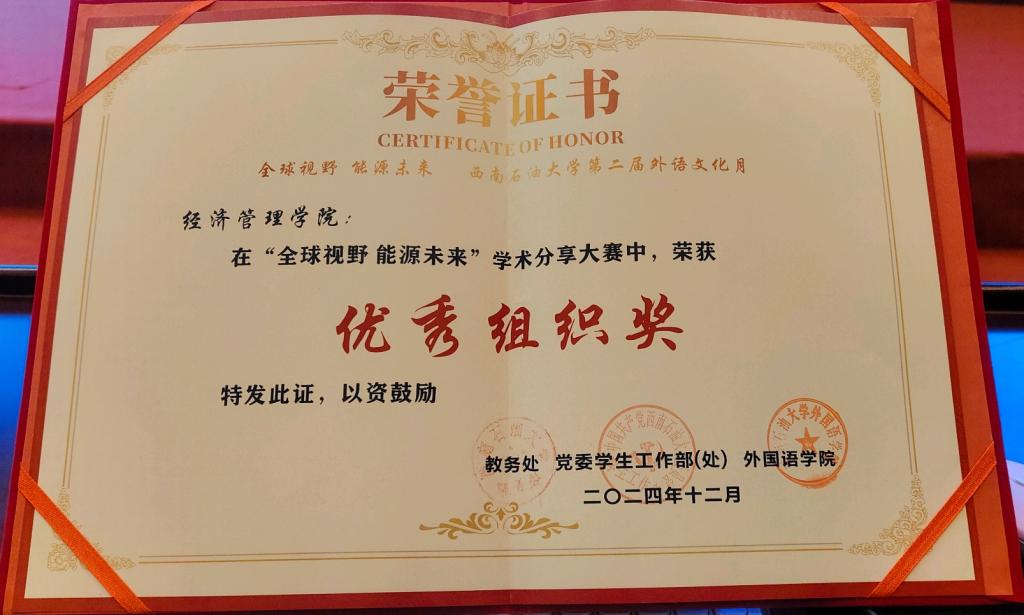 荣誉证书
CERTIFICATE OF HONOR
全球视野 能源未来 西南石油大学第二届外语文化月
经济管理学院：
在“全球视野 能源未来”学术分享大赛中，荣获
优秀组织奖
特发此证，以资鼓励
教务处 党委学生工作部(处) 外国语学院
二〇二四年十二月